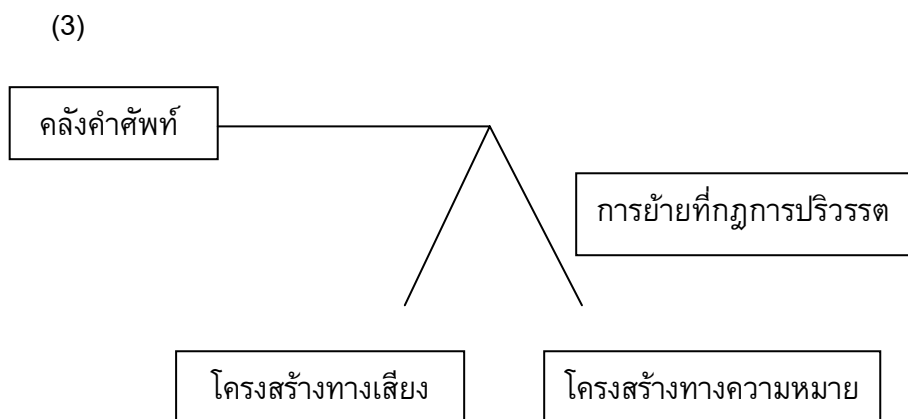 (3)
คลังคำศัพท์
การย้ายที่กฎการปริวรรต
โครงสร้างทางเสียง
โครงสร้างทางความหมาย